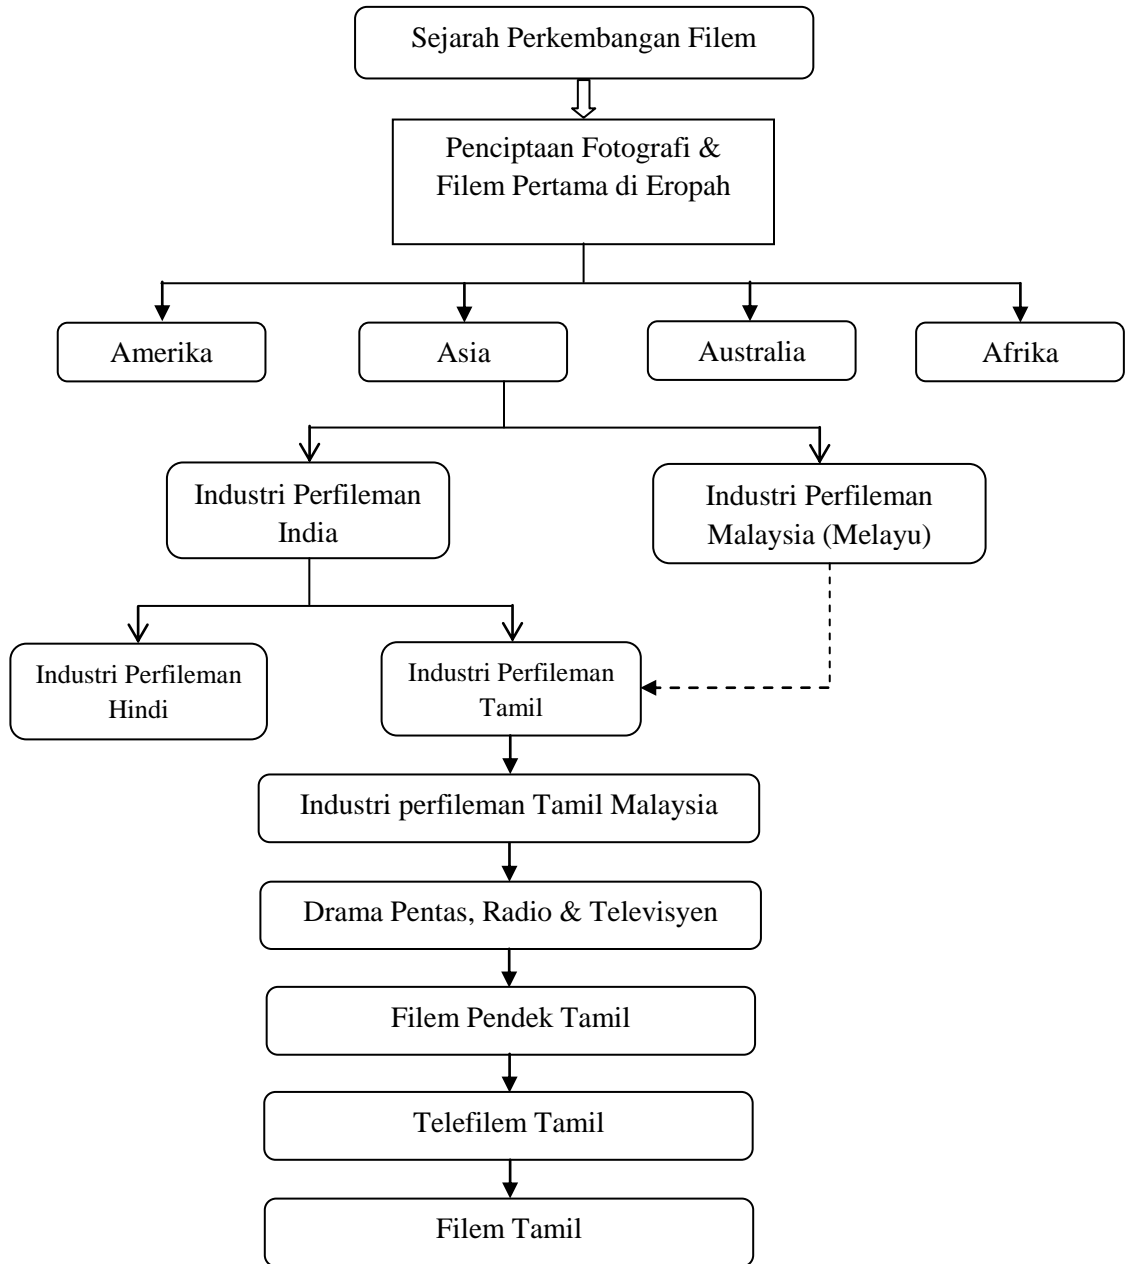 Sejarah Perkembangan Filem
Penciptaan Fotografi &
Filem Pertama di Eropah
Amerika
Asia
Australia
Afrika
Industri Perfileman
India
Industri Perfileman
Malaysia (Melayu)
Industri Perfileman
Hindi
Industri Perfileman
Tamil
Industri perfileman Tamil Malaysia
Drama Pentas, Radio & Televisyen
Filem Pendek Tamil
Telefilem Tamil
Filem Tamil